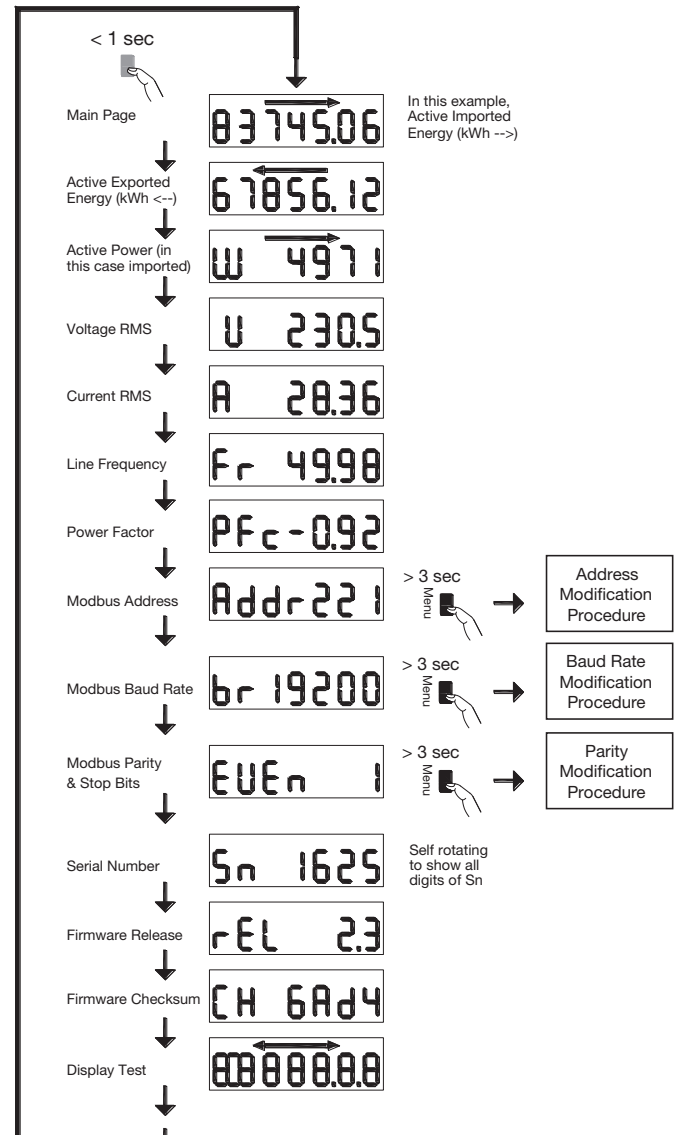 < 1 sec
Main Page
83745.06
In this example,
Active Imported
Energy (kWh -->)
Active Exported
Energy (kWh <--)
67856.12
Active Power (in
this case imported)
W 4971
Voltage RMS
U 230.5
Current RMS
A 28.36
Line Frequency
Fr 49.98
Power Factor
PFc-0.92
Modbus Address
Addr221
> 3 sec
Menu
Address
Modification
Procedure
Modbus Baud Rate
br 19200
> 3 sec
Menu
Baud Rate
Modification
Procedure
Modbus Parity
& Stop Bits
EUEn 1
> 3 sec
Menu
Parity
Modification
Procedure
Serial Number
Sn 1625
Self rotating
to show all
digits of Sn
Firmware Release
rEL 2.3
Firmware Checksum
CH 6Ad4
Display Test
888888.8.8